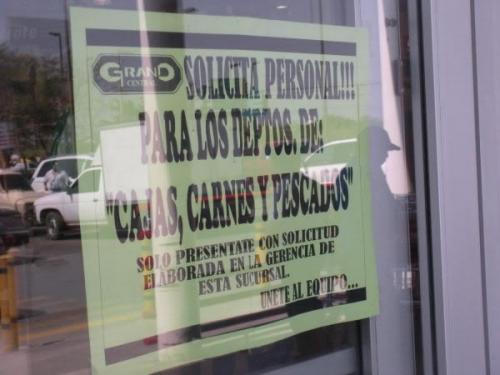 GRAND
CENTRAL
SOLICITA PERSONAL!!!
PARA LOS DEPTOS. DE:
"CAJAS, CARNES Y PESCADOS"
SOLO PRESENTATE CON SOLICITUD
ELABORADA EN LA GERENCIA DE
ESTA SUCURSAL.
UNETE AL EQUIPO...